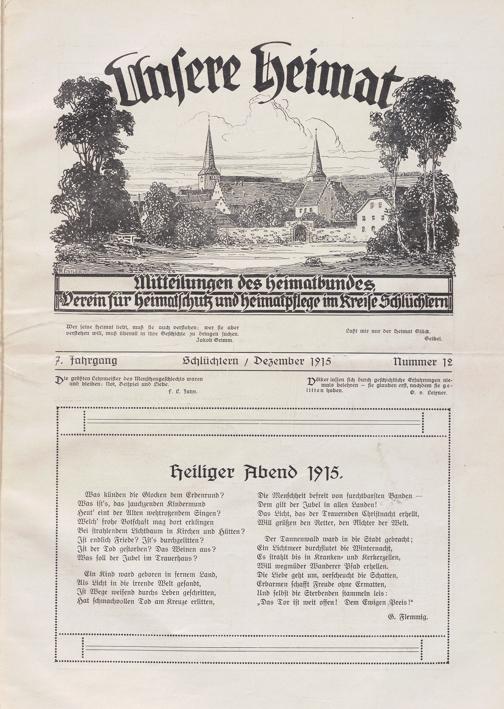 Unsere Heimat
Mitteilungen des Heimatbundes
Verein für Heimatschutz und Heimatpflege im Kreise Schlüchtern
Wer seine Heimat liebt, muß sie auch verstehen; wer sie aber
verstehen will, muß überall in ihre Geschichte zu dringen suchen.
Jakob Grimm.
Laßt mir nur der Heimat Glück.
Geibel.
7. Jahrgang Schlüchtern / Dezember 1915 Nummer 12
Die größten Lehrmeister des Menschengeschlechts waren
und bleiben: Not, Beispiel und Liebe.
F. L. Jahn.
Völker lassen sich durch geschichtliche Erfahrungen nie-
mals belehren — sie glauben erst, nachdem sie ge-
litten haben.
O. v. Leixner.
Heiliger Abend 1915.
Was künden die Glocken dem Erdenrund?
Was ist's, das jauchzenden Kindermund
Heut' eint der Alten wehrotzendem Singen?
Welch' frohe Botschaft mag dort erklingen
Bei strahlendem Lichtbaum in Kirchen und Hütten?
Ist endlich Friede? Ist's durchgelitten?
Ist der Tod gestorben? Das Weinen aus?
Was soll der Jubel im Trauerhaus?
Ein Kind ward geboren in fernem Land,
Als Licht in die irrende Welt gesandt,
Ist Wege weisend durchs Leben geschritten,
Hat schmachvollen Tod am Kreuze erlitten,
Die Menschheit befreit von furchtbarsten Banden —
Dem gilt der Jubel in allen Landen!
Das Licht, das der Trauernden Christnacht erhellt,
Will grüßen den Retter, den Richter der Welt.
Der Tannenwald ward in die Stadt gebracht;
Ein Lichtmeer durchflutet die Winternacht,
Es strahlt bis in Kranken- und Kerkerzellen,
Will wegmüder Wanderer Pfad erhellen.
Die Liebe geht um, verscheucht die Schatten,
Erbarmen schafft Freude ohne Ermatten,
Und selbst die Sterbenden stammeln leis:
„Das Tor ist weit offen! Dem Ewigen Preis!"
G. Flemmig.